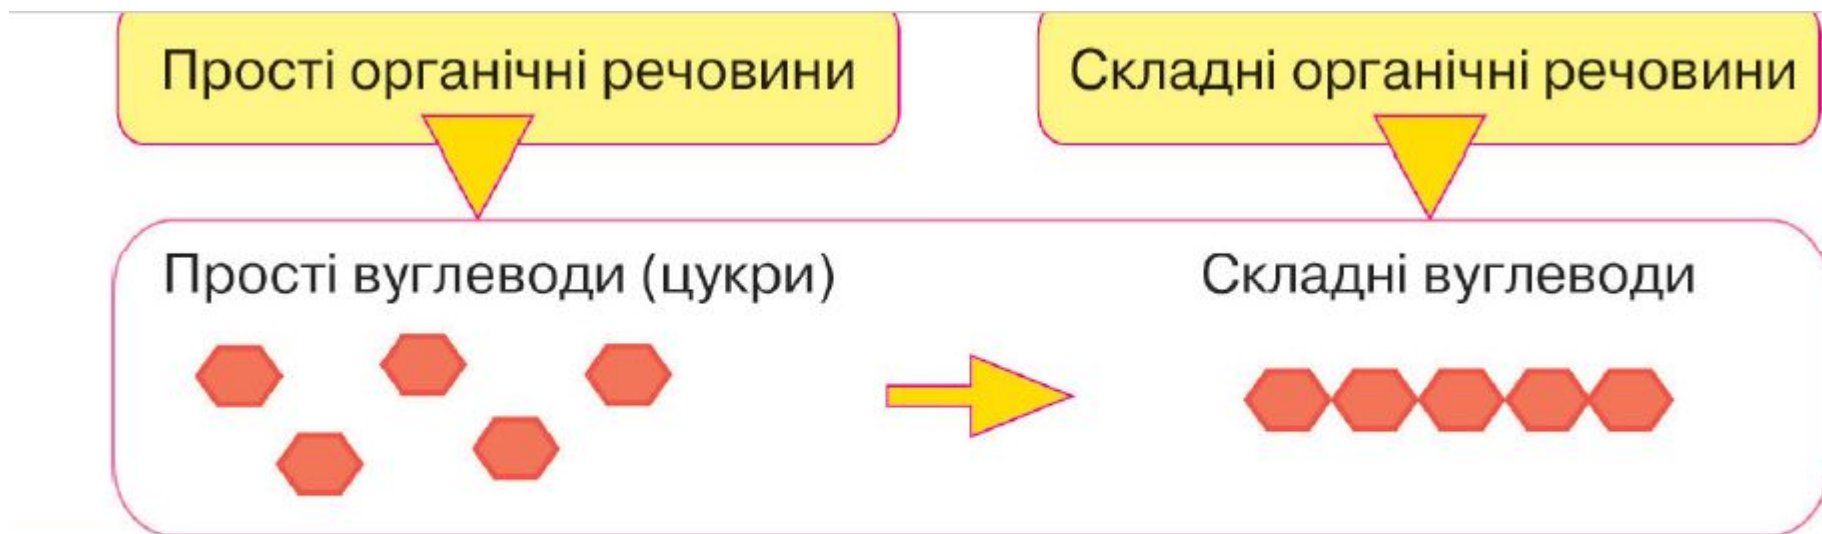 Прості органічні речовини
Складні органічні речовини
Прості вуглеводи (цукри)
Складні вуглеводи